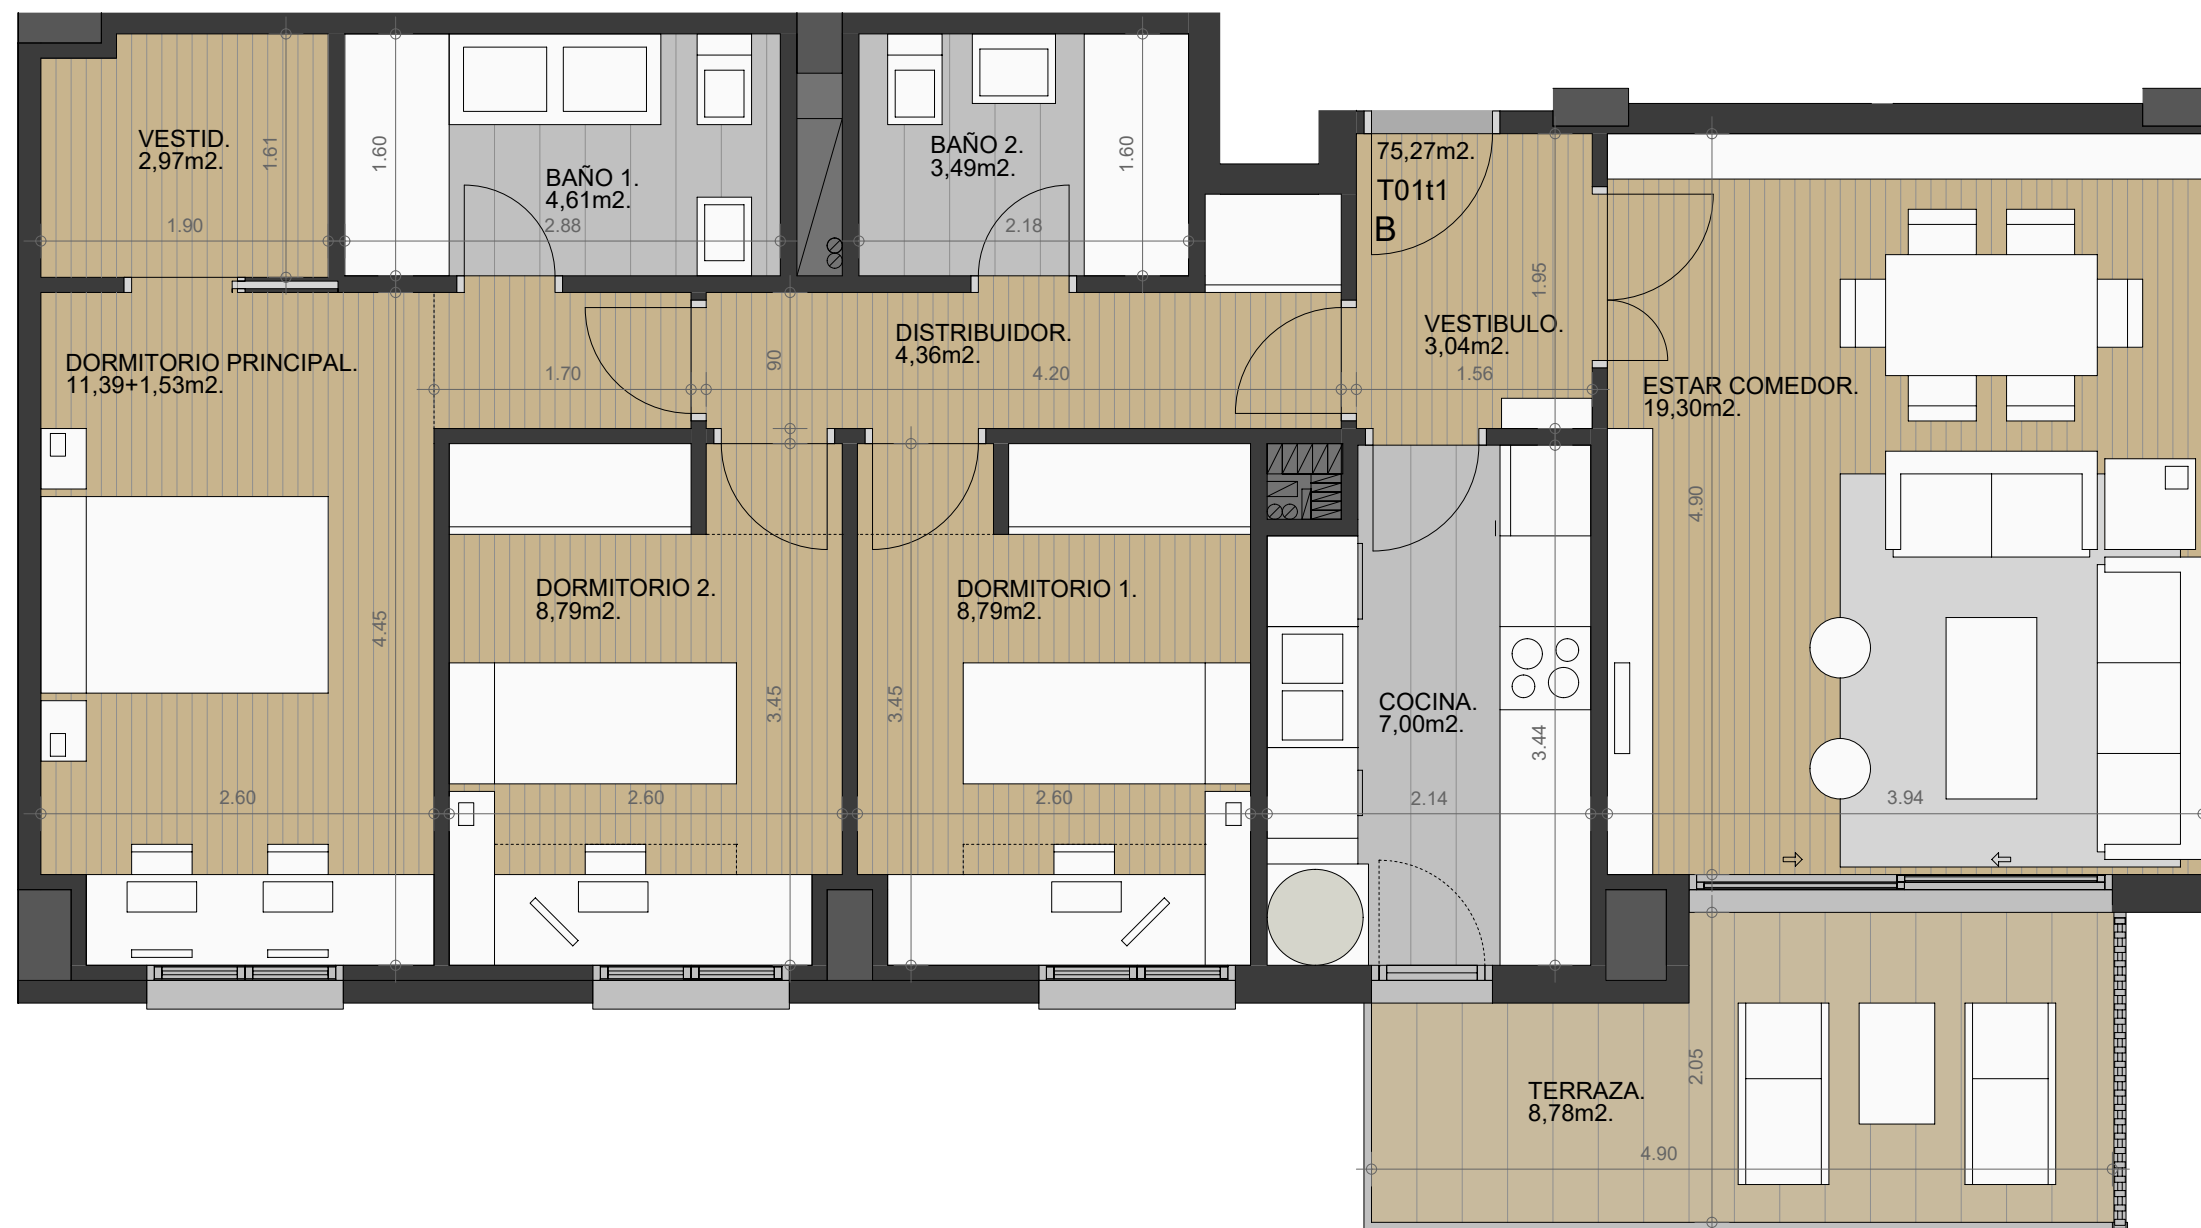 VESTID.
2,97m2.
1.61
1.90
1.60
BAÑO 1.
4,61m2.
2.88
BAÑO 2.
3,49m2.
1.60
2.18
75,27m2.
T01t1
B
1.95
VESTIBULO.
3,04m2.
1.56
DISTRIBUIDOR.
4,36m2.
90
4.20
1.70
DORMITORIO PRINCIPAL.
11,39+1,53m2.
4.45
2.60
DORMITORIO 2.
8,79m2.
3.45
2.60
DORMITORIO 1.
8,79m2.
3.45
2.60
COCINA.
7,00m2.
3.44
2.14
ESTAR COMEDOR.
19,30m2.
4.90
3.94
TERRAZA.
8,78m2.
2.05
4.90